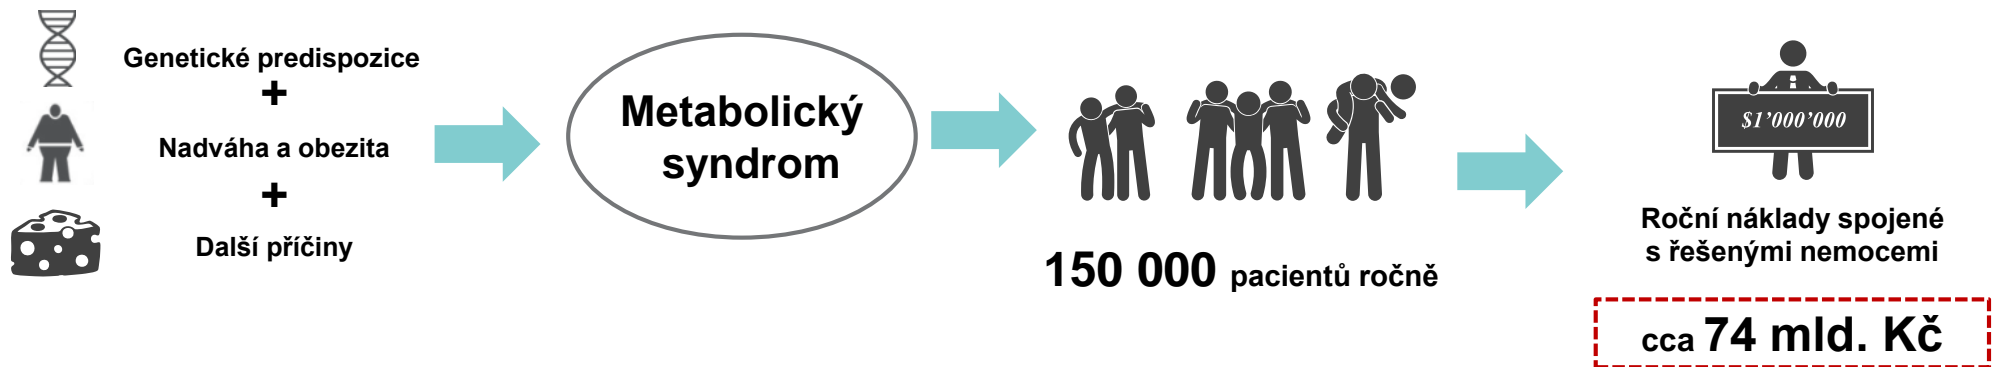 Genetické predispozice
+
Nadváha a obezita
+
Další příčiny
Metabolický
syndrom
150 000 pacientů ročně
$1'000'000
Roční náklady spojené
s řešenými nemocemi
cca 74 mld. Kč